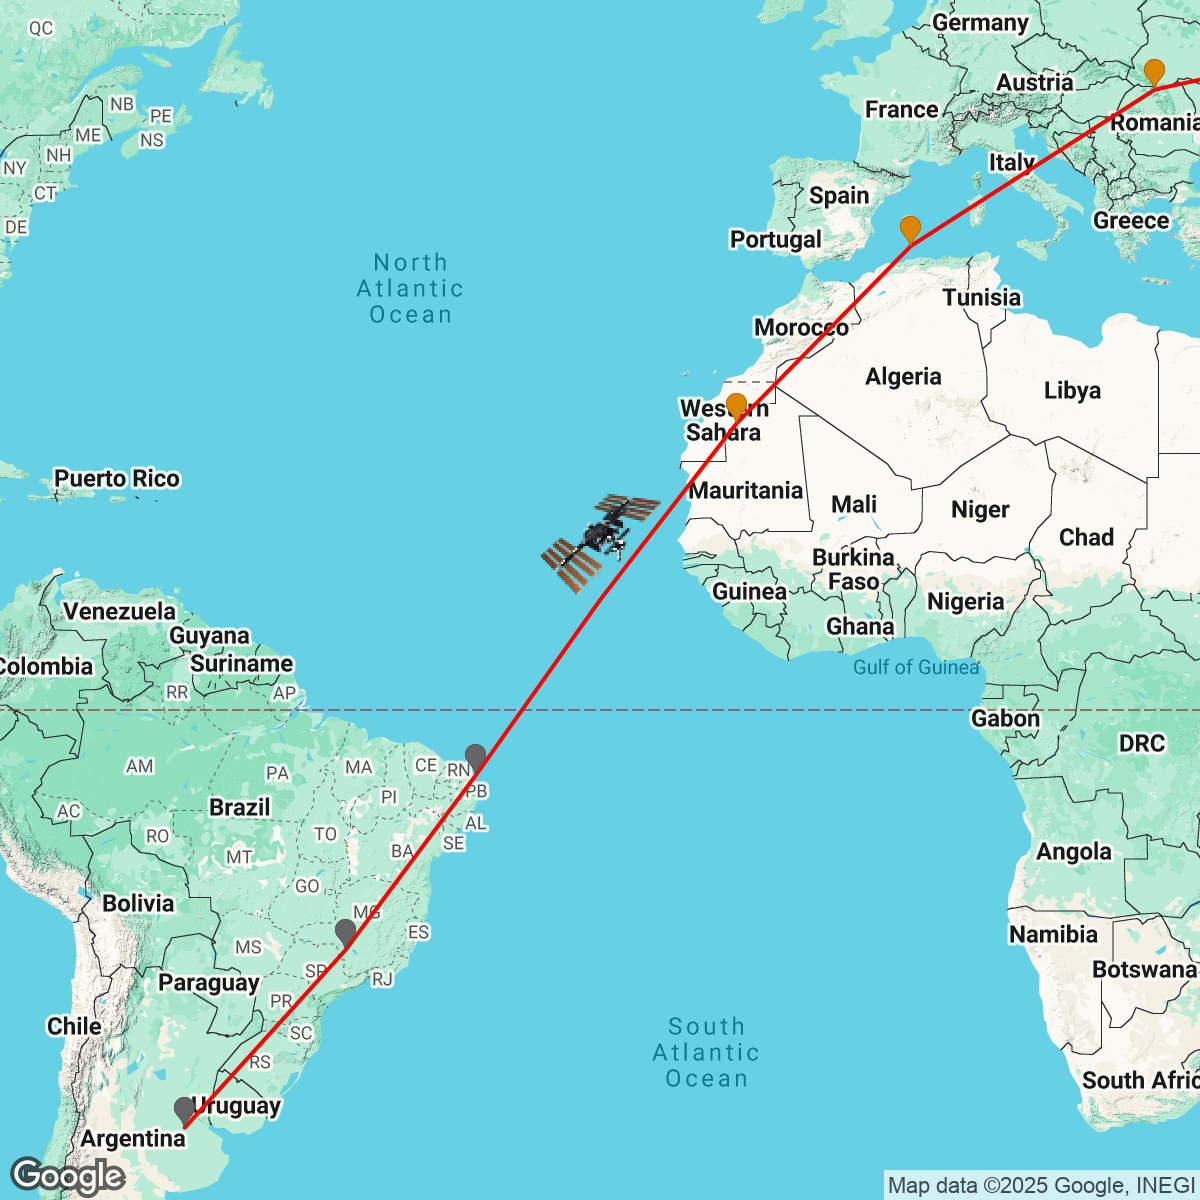 Germany
QC
Austria
NB
France
PE
Romania
ME
NS
NH
Italy
NY
CT
Spain
Greece
DE
Portugal
North
Atlantic
Ocean
Tunisia
Morocco
Algeria
Libya
Western
Sahara
Puerto Rico
Mauritania
Mali
Niger
Chad
Burkina
Faso
Venezuela
Guinea
Nigeria
Guyana
Ghana
Colombia
Suriname
Gulf of Guinea
RR
AP
Gabon
DRC
AM
PA
MA
CE
RN
PB
PI
Brazil
AC
AL
RO
TO
SE
MT
BA
Angola
GO
Bolivia
MG
ES
Namibia
MS
SP
Botswana
Paraguay
RJ
PR
Chile
SC
South
Atlantic
Ocean
RS
South Afric
Uruguay
Argentina
Google
Map data ©2025 Google, INEGI